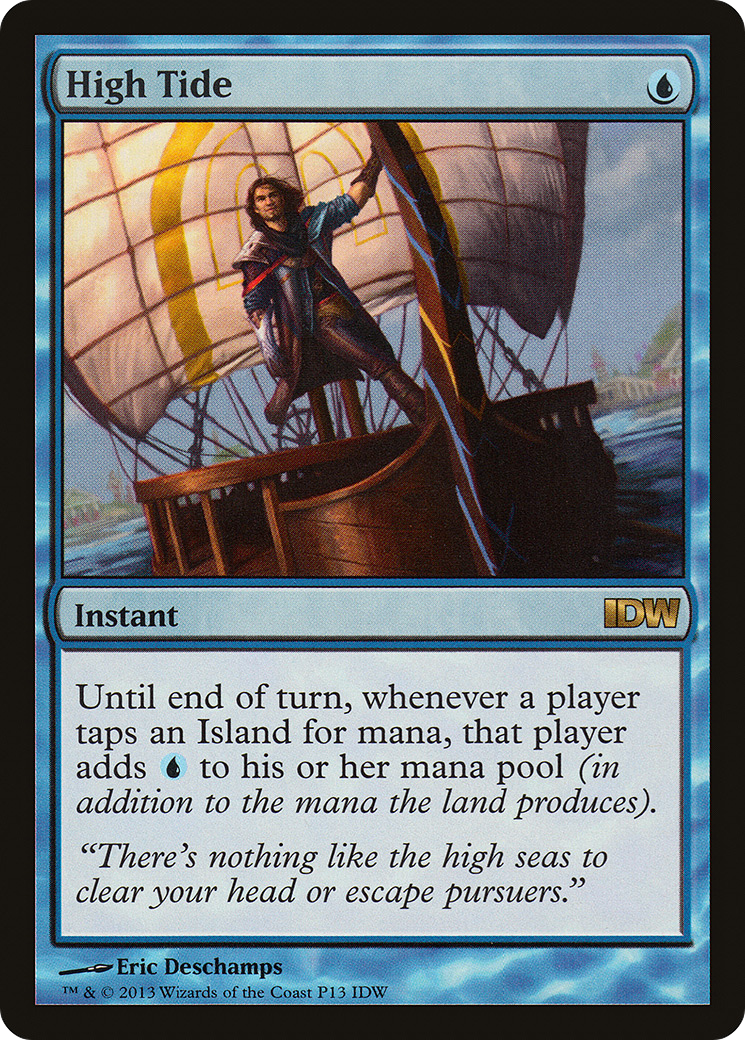 High Tide
Instant
IDW
Until end of turn, whenever a player
taps an Island for mana, that player
adds to his or her mana pool (in
addition to the mana the land produces).
“There’s nothing like the high seas to
clear your head or escape pursuers.”
Eric Deschamps
™ & © 2013 Wizards of the Coast P13 IDW